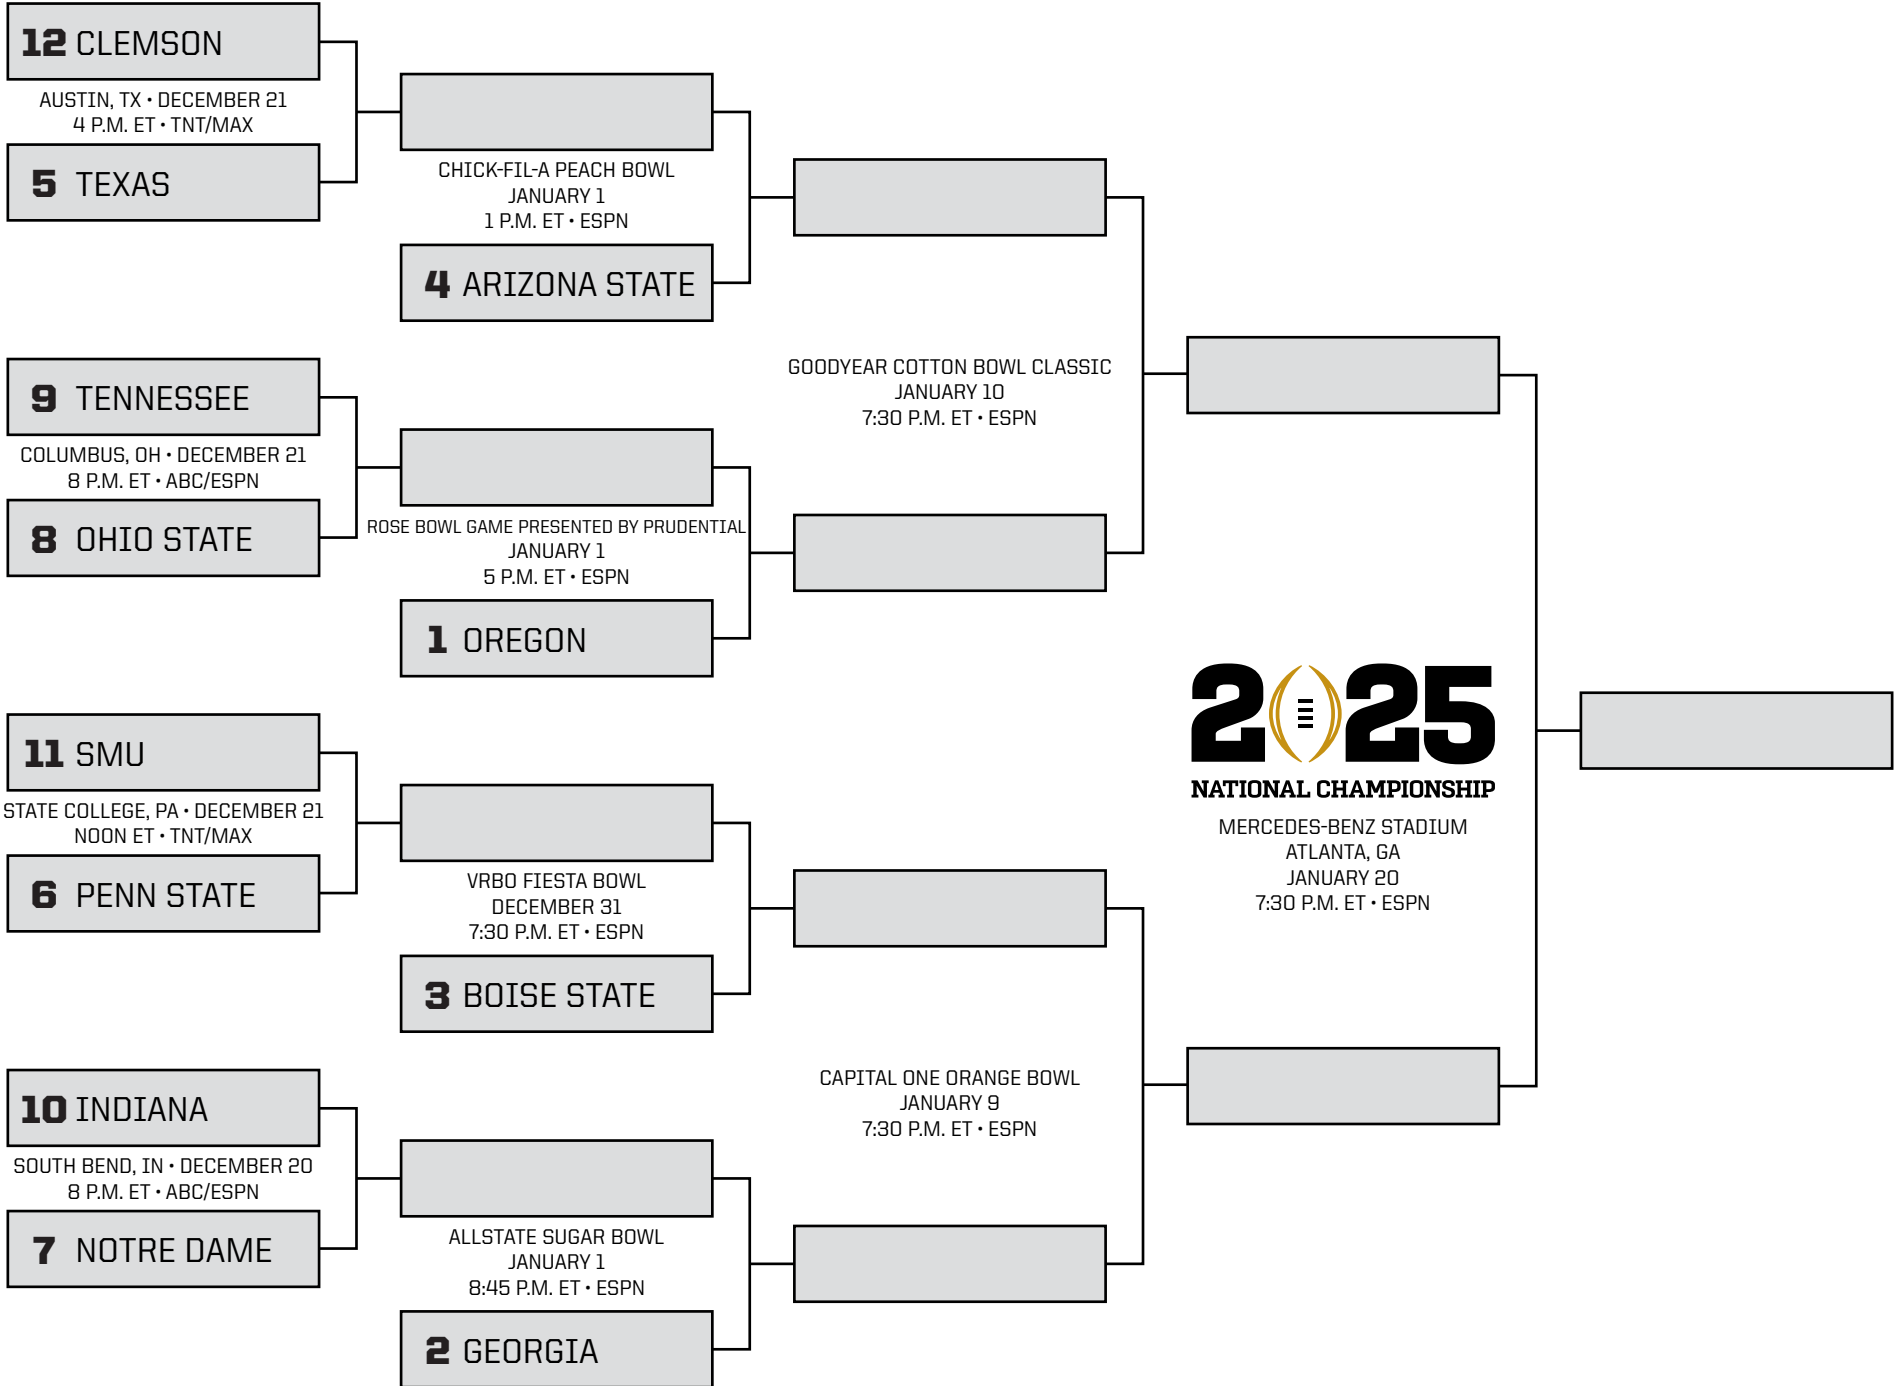 12 CLEMSON
AUSTIN, TX • DECEMBER 21
4 P.M. ET • TNT/MAX
5 TEXAS
CHICK-FIL-A PEACH BOWL
JANUARY 1
1 P.M. ET • ESPN
4 ARIZONA STATE
9 TENNESSEE
COLUMBUS, OH • DECEMBER 21
8 P.M. ET • ABC/ESPN
8 OHIO STATE
ROSE BOWL GAME PRESENTED BY PRUDENTIAL
JANUARY 1
5 P.M. ET • ESPN
1 OREGON
GOODYEAR COTTON BOWL CLASSIC
JANUARY 10
7:30 P.M. ET • ESPN
11 SMU
STATE COLLEGE, PA • DECEMBER 21
NOON ET • TNT/MAX
6 PENN STATE
VRBO FIESTA BOWL
DECEMBER 31
7:30 P.M. ET • ESPN
3 BOISE STATE
10 INDIANA
SOUTH BEND, IN • DECEMBER 20
8 P.M. ET • ABC/ESPN
7 NOTRE DAME
ALLSTATE SUGAR BOWL
JANUARY 1
8:45 P.M. ET • ESPN
2 GEORGIA
CAPITAL ONE ORANGE BOWL
JANUARY 9
7:30 P.M. ET • ESPN
2025
NATIONAL CHAMPIONSHIP
MERCEDES-BENZ STADIUM
ATLANTA, GA
JANUARY 20
7:30 P.M. ET • ESPN